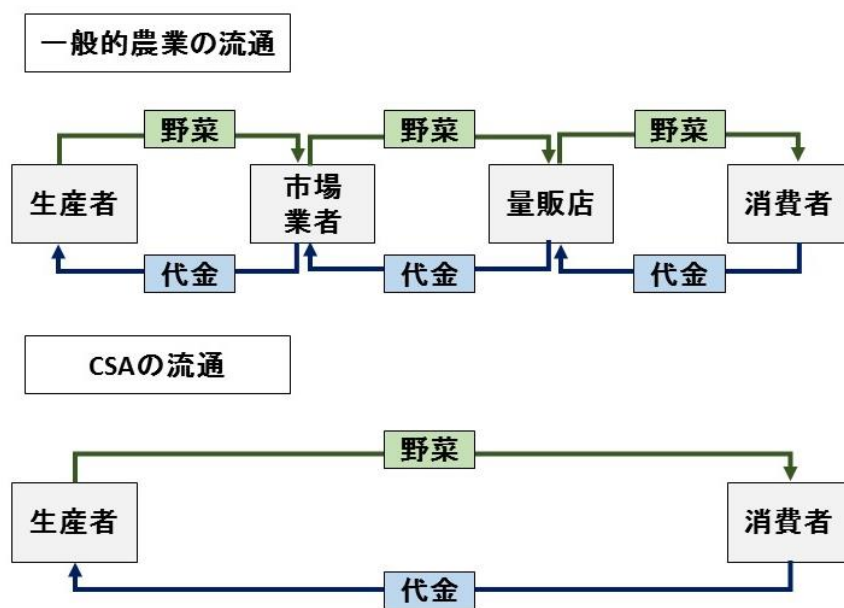 一般的農業の流通
野菜
野菜
野菜
生産者
市場
業者
量販店
消費者
代金
代金
代金
CSAの流通
野菜
生産者
消費者
代金